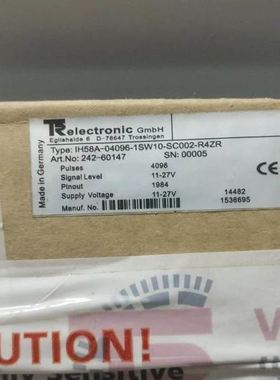 TR electronic GmbH
Eglishalde 6 D-78647 Trossingen
Made in Germany
Type: IH58A-04096-1SW10-SC002-R4ZR
Art.No: 242-60147 SN: 00005
Pulses 4096
Signal Level 11-27V
Pinout 1984
Supply Voltage 11-27V 14482
Manuf. No. 1536695
CE
UTION!
Sensitive